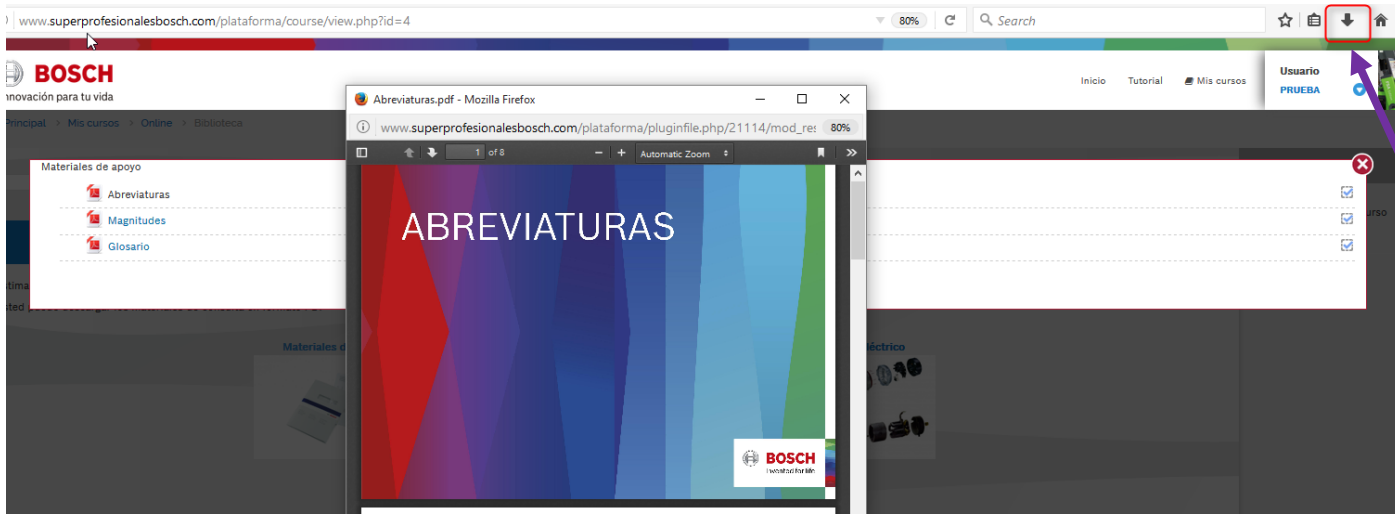 www.superprofesionalesbosch.com/plataforma/course/view.php?id=4
80%
Search
BOSCH
nnovación para tu vida
Inicio
Tutorial
Mis cursos
Usuario
PRUEBA
Principal > Mis cursos > Online > Biblioteca
Abreviaturas.pdf - Mozilla Firefox
www.superprofesionalesbosch.com/plataforma/pluginfile.php/21114/mod_res
80%
1 of 8
Automatic Zoom
Materiales de apoyo
Abreviaturas
Magnitudes
Glosario
urso
ABREVIATURAS
BOSCH
Invented for life
Materiales d
léctrico